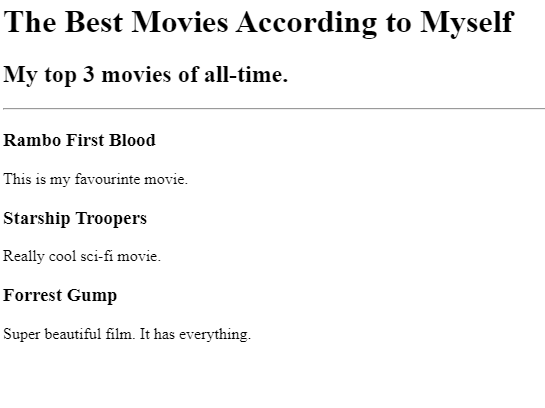 The Best Movies According to Myself
My top 3 movies of all-time.
Rambo First Blood
This is my favourinte movie.
Starship Troopers
Really cool sci-fi movie.
Forrest Gump
Super beautiful film. It has everything.